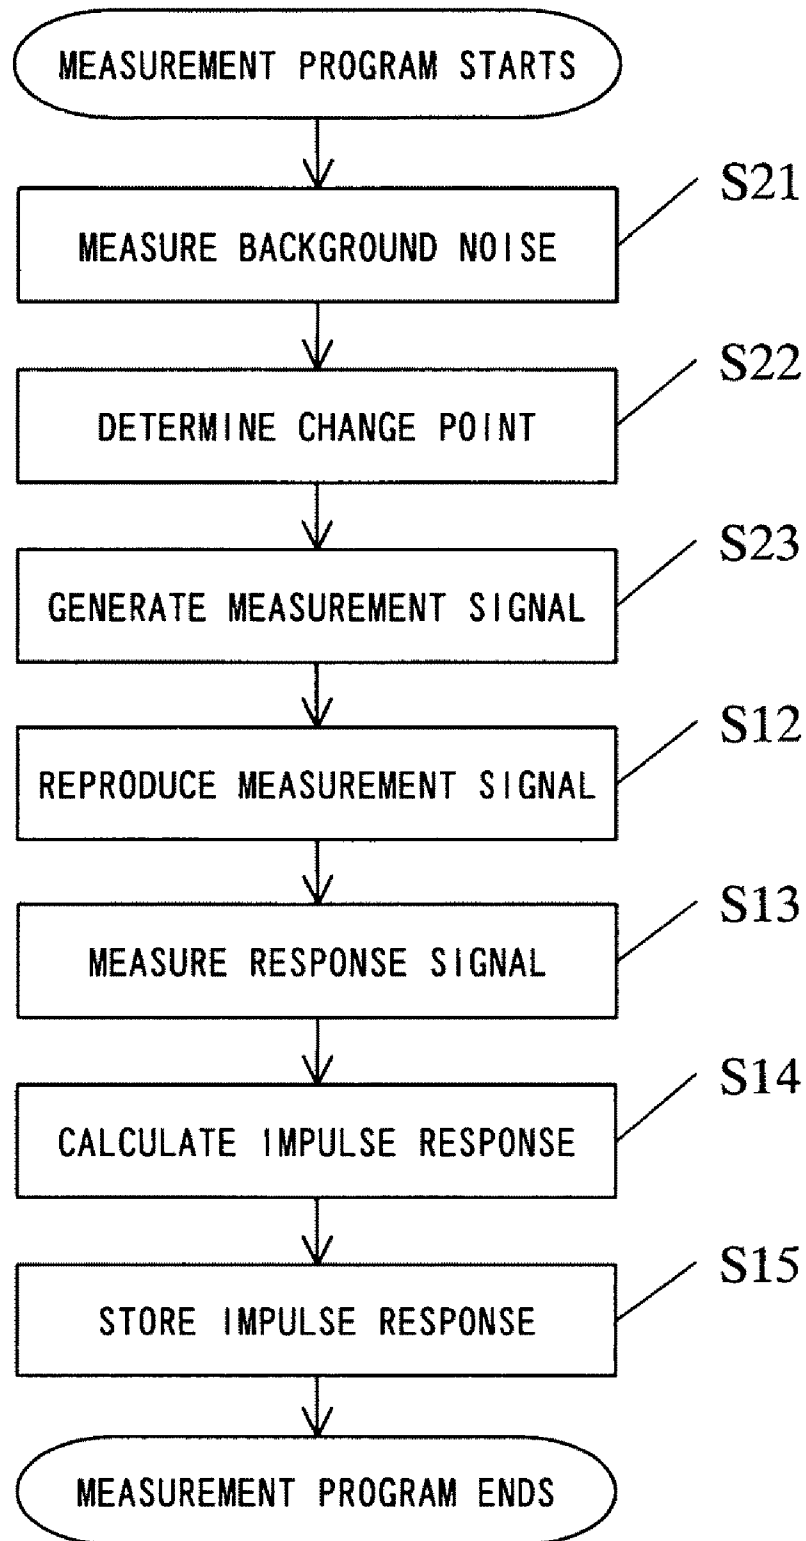 MEASUREMENT PROGRAM STARTS
S21
MEASURE BACKGROUND NOISE
S22
DETERMINE CHANGE POINT
S23
GENERATE MEASUREMENT SIGNAL
S12
REPRODUCE MEASUREMENT SIGNAL
S13
MEASURE RESPONSE SIGNAL
S14
CALCULATE IMPULSE RESPONSE
S15
STORE IMPULSE RESPONSE
MEASUREMENT PROGRAM ENDS